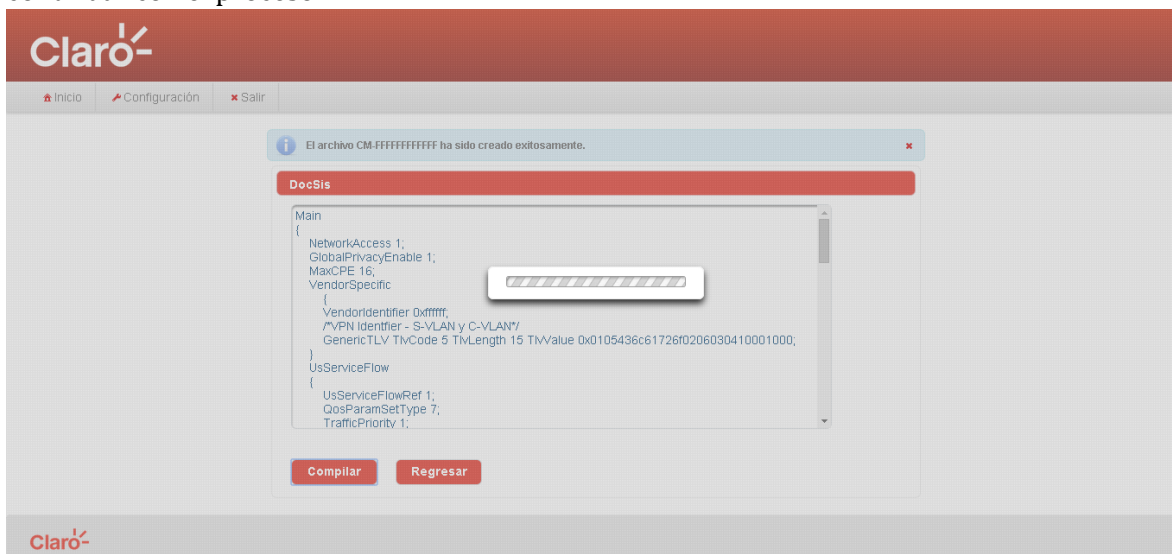 Claro
Inicio
Configuración
Salir
El archivo CM-FFFFFFFFFFFF ha sido creado exitosamente.
DocSis
Main
{
NetworkAccess 1;
GlobalPrivacyEnable 1;
MaxCPE 16;
VendorSpecific
{
VendorIdentifier 0xffffff;
/*VPN Identfier - S-VLAN y C-VLAN*/
GenericTLV TlvCode 5 TlvLength 15 TlvValue 0x0105436c61726f0206030410001000;
}
UsServiceFlow
{
UsServiceFlowRef 1;
QosParamSetType 7;
TrafficPriority 1;
Compilar
Regresar
Claro